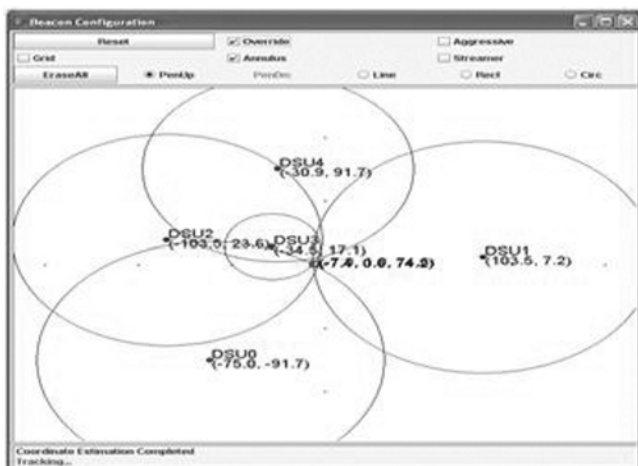 Beacon Configuration
Reset Override Aggressive
Grid Annulus Streamer
EraseAll PenUp PenDn Line Rect Circ
DSU4
(-30.9, 91.7)
DSU2
(-103.5, 23.6)
DSU3
(-34.5, 17.1)
DSU1
(103.5, 7.2)
DSU0
(-75.0, -91.7)
Coordinate Estimation Completed
Tracking...